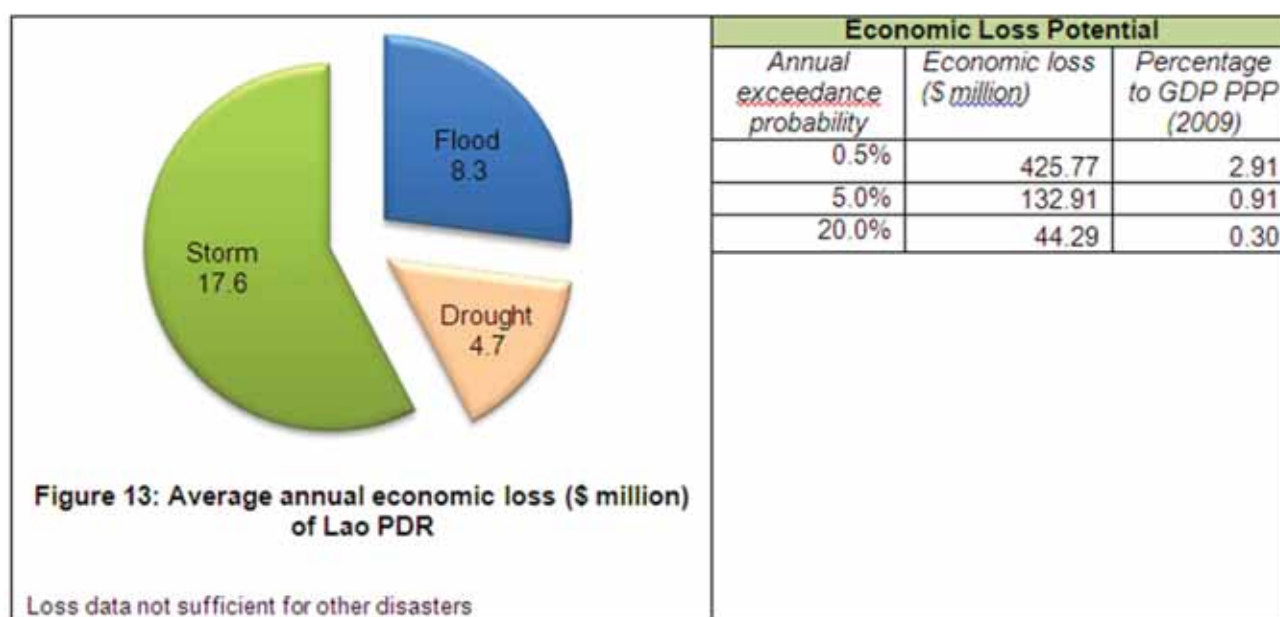 Flood
8.3
Storm
17.6
Drought
4.7
Figure 13: Average annual economic loss ($ million)
of Lao PDR
Loss data not sufficient for other disasters
Economic Loss Potential
Annual exceedance probability Economic loss ($ million) Percentage to GDP PPP (2009)
0.5% 425.77 2.91
5.0% 132.91 0.91
20.0% 44.29 0.30